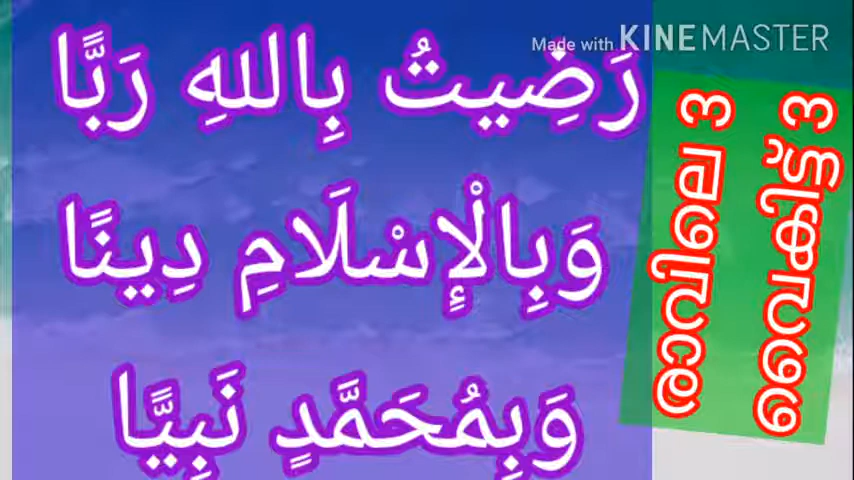 Made with KINEMASTER
رَضِيتُ بِاللهِ رَبًّا
وَبِالْإِسْلَامِ دِينًا
وَبِمُحَمَّدٍ نَبِيًّا
രാവിലെ 3
വൈകിട്ട് 3